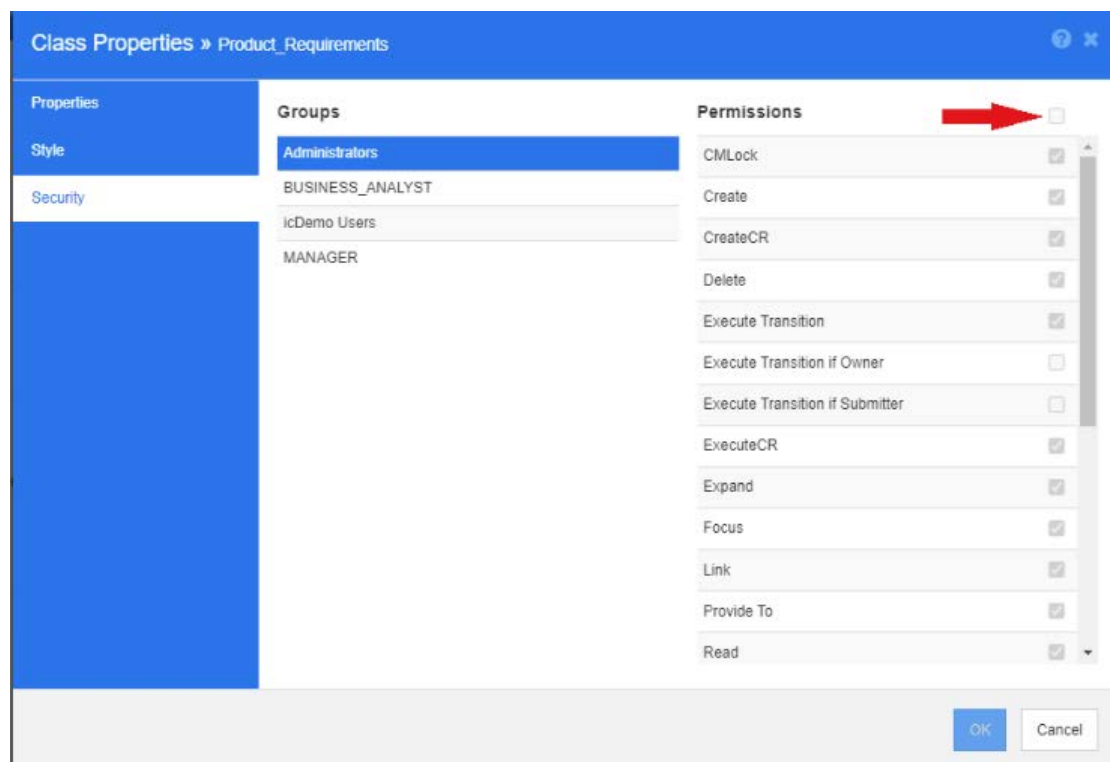 Class Properties » Product_Requirements
Properties
Style
Security
Groups
Administrators
BUSINESS_ANALYST
icDemo Users
MANAGER
Permissions
CMLock
Create
CreateCR
Delete
Execute Transition
Execute Transition if Owner
Execute Transition if Submitter
ExecuteCR
Expand
Focus
Link
Provide To
Read
OK
Cancel